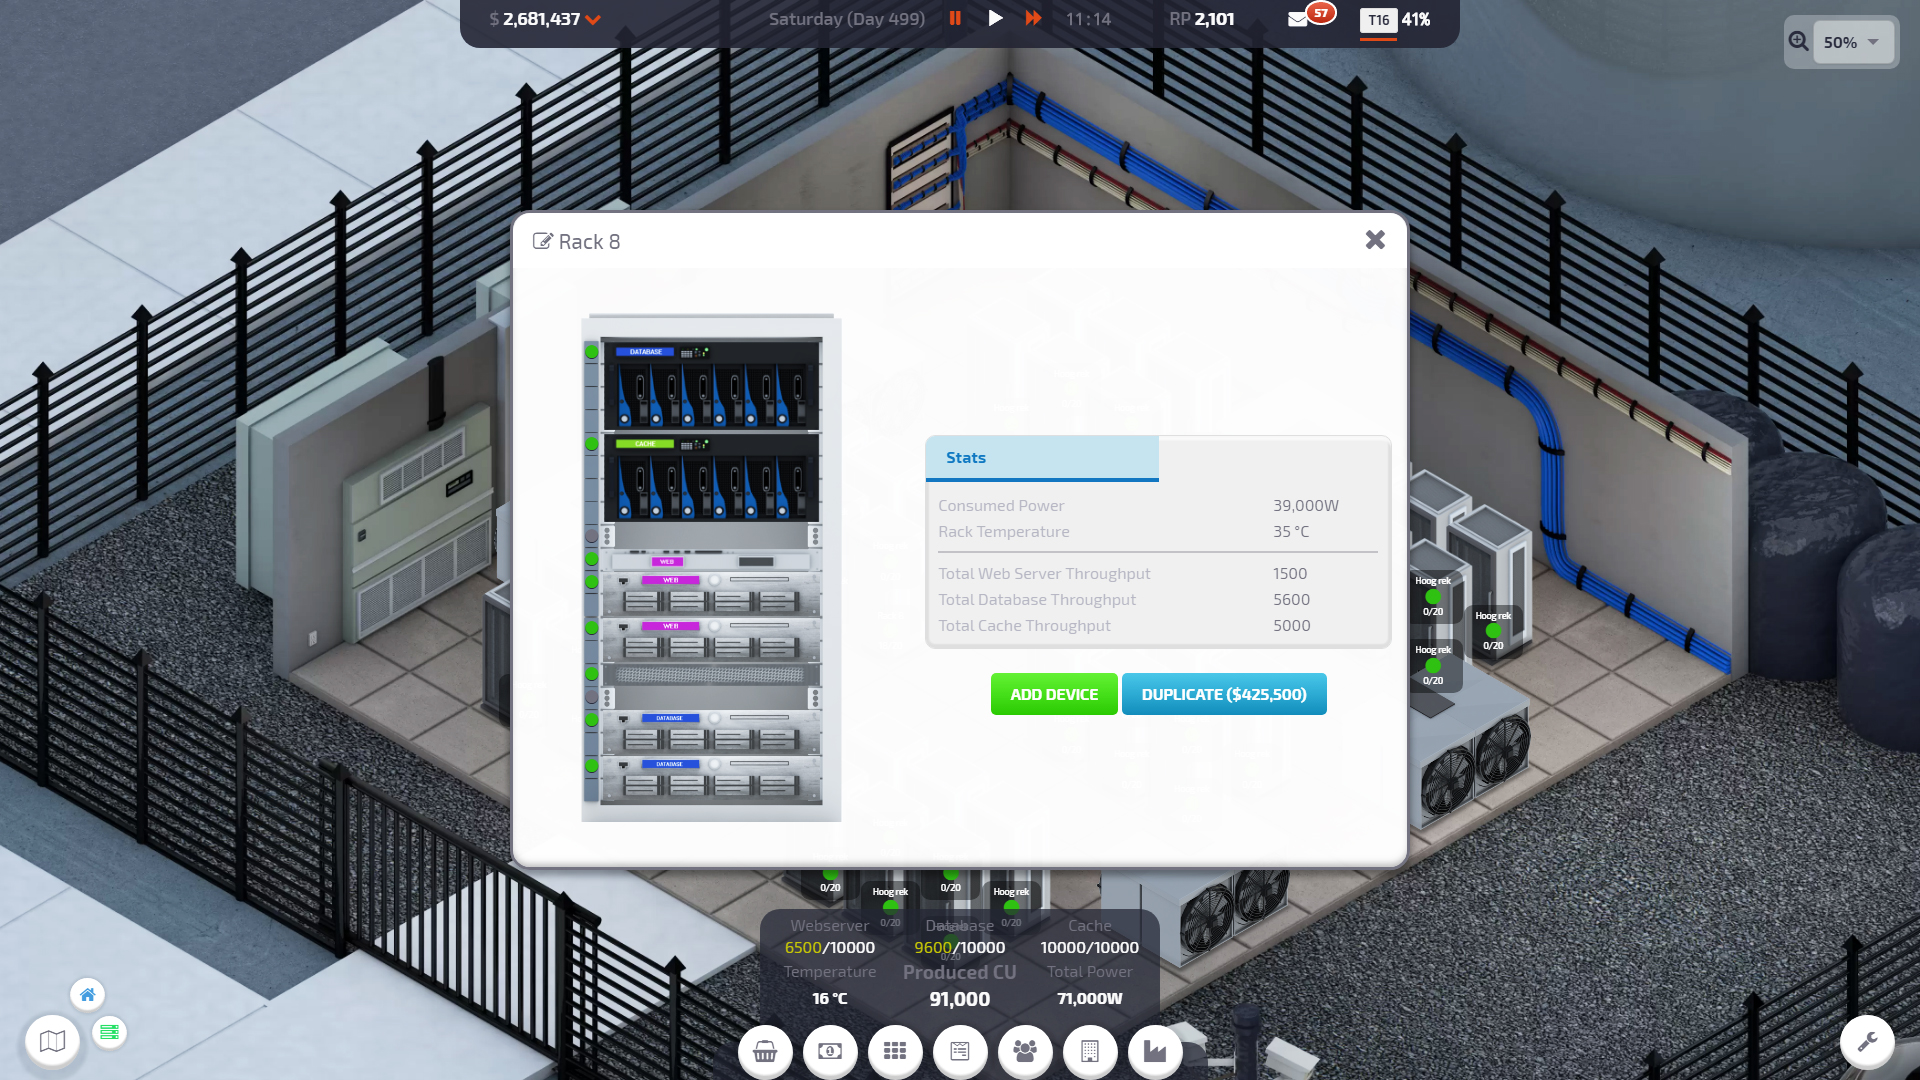 $ 2,681,437
Saturday (Day 499)
11:14
RP 2,101
57
T16 41%
50%
Rack 8
DATABASE
CACHE
WEB
WEB
WEB
DATABASE
DATABASE
Stats
Consumed Power 39,000W
Rack Temperature 35 °C
Total Web Server Throughput 1500
Total Database Throughput 5600
Total Cache Throughput 5000
ADD DEVICE
DUPLICATE ($425,500)
Hoog rek
0/20
Hoog rek
0/20
Hoog rek
0/20
0/20
Hoog rek
0/20
0/20
Hoog rek
0/20
0/20
Webserver Database Cache
6500/10000 9600/10000 10000/10000
Temperature Produced CU Total Power
16 °C 91,000 71,000W